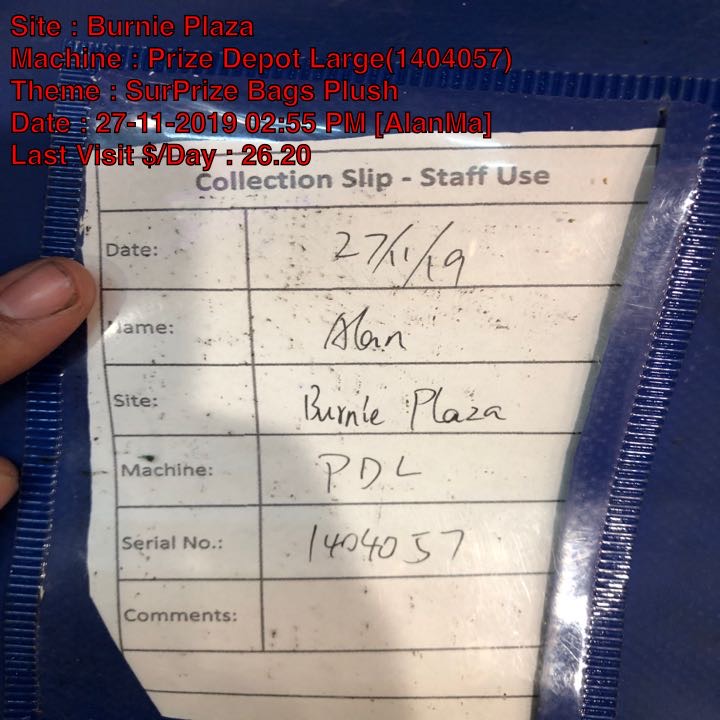 Site : Burnie Plaza
Machine : Prize Depot Large(1404057)
Theme : SurPrize Bags Plush
Date : 27-11-2019 02:55 PM [AlanMa]
Last Visit $/Day : 26.20
Collection Slip - Staff Use
Date: 27/11/19
ame: Alan
Site: Burnie Plaza
Machine: PDL
Serial No.: 1404057
Comments: